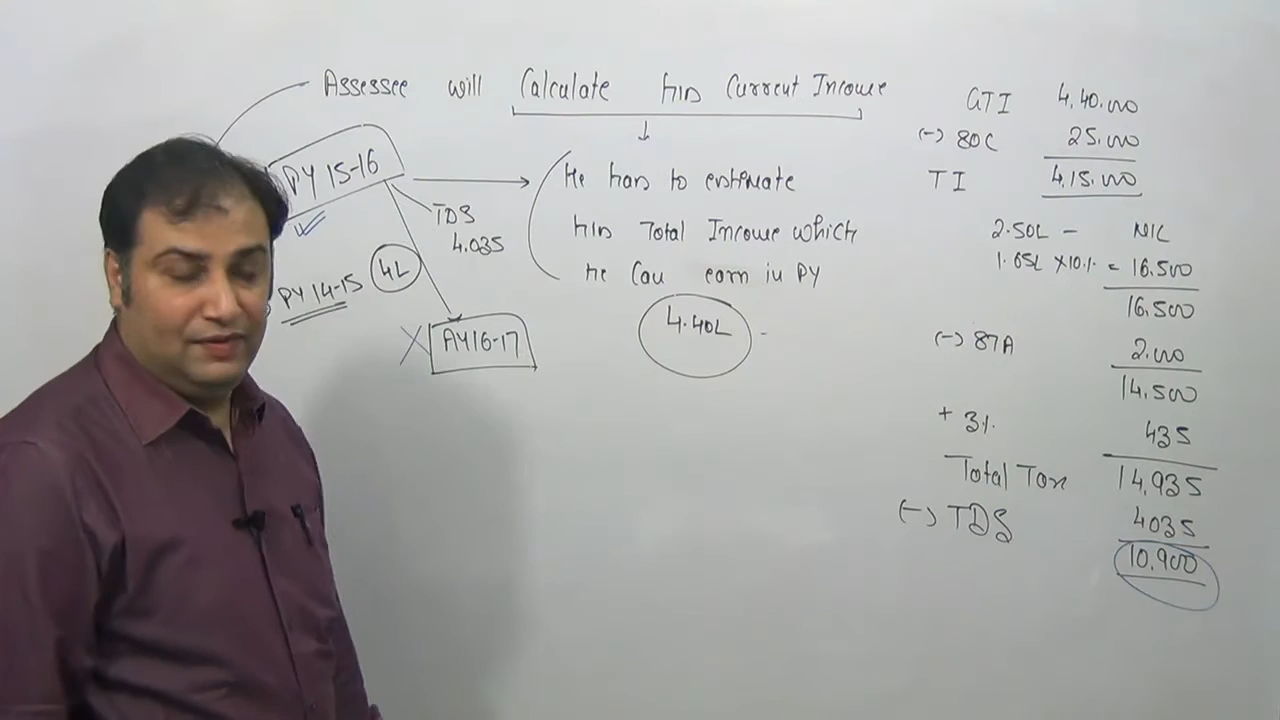 Assessee will Calculate his Current Income
PY 15-16
He has to estimate
his Total Income which
he Can earn in PY
4.40L
TDS
4.035
PY 14-15
4L
AY 16-17
GTI 4.40.000
(-) 80C 25.000
TI 4.15.000
2.50L - NIL
1.65L × 10% = 16.500
16.500
(-) 87A 2.000
14.500
+ 3% 435
Total Tax 14.935
(-) TDS 4035
10.900